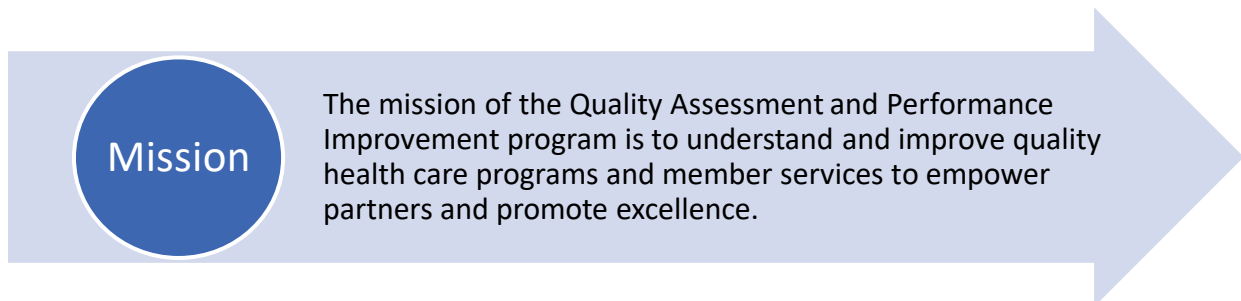 Mission
The mission of the Quality Assessment and Performance
Improvement program is to understand and improve quality
health care programs and member services to empower
partners and promote excellence.